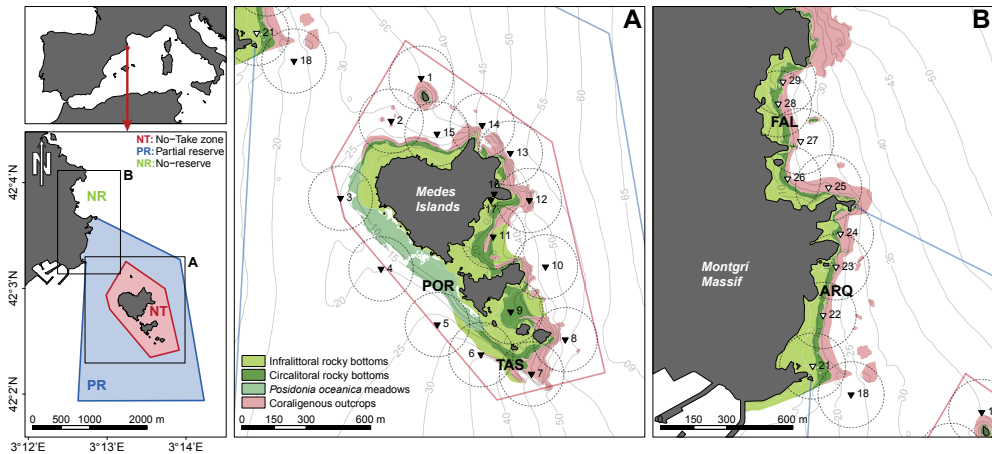 NT: No-Take zone
PR: Partial reserve
NR: No-reserve
N
B
NR
A
NT
PR
42°4'N
42°3'N
42°2'N
0 500 1000 2000 m
3°12'E 3°13'E 3°14'E
A
21
18
1
2
15
14
13
3
16
17
12
Medes
Islands
11
4
10
POR
5
9
6
8
TAS
7
Infralittoral rocky bottoms
Circalittoral rocky bottoms
Posidonia oceanica meadows
Coraligenous outcrops
0 150 300 600 m
B
29
28
FAL
27
26
25
24
Montgrí
Massif
23
ARQ
22
21
18
1
0 150 300 600 m